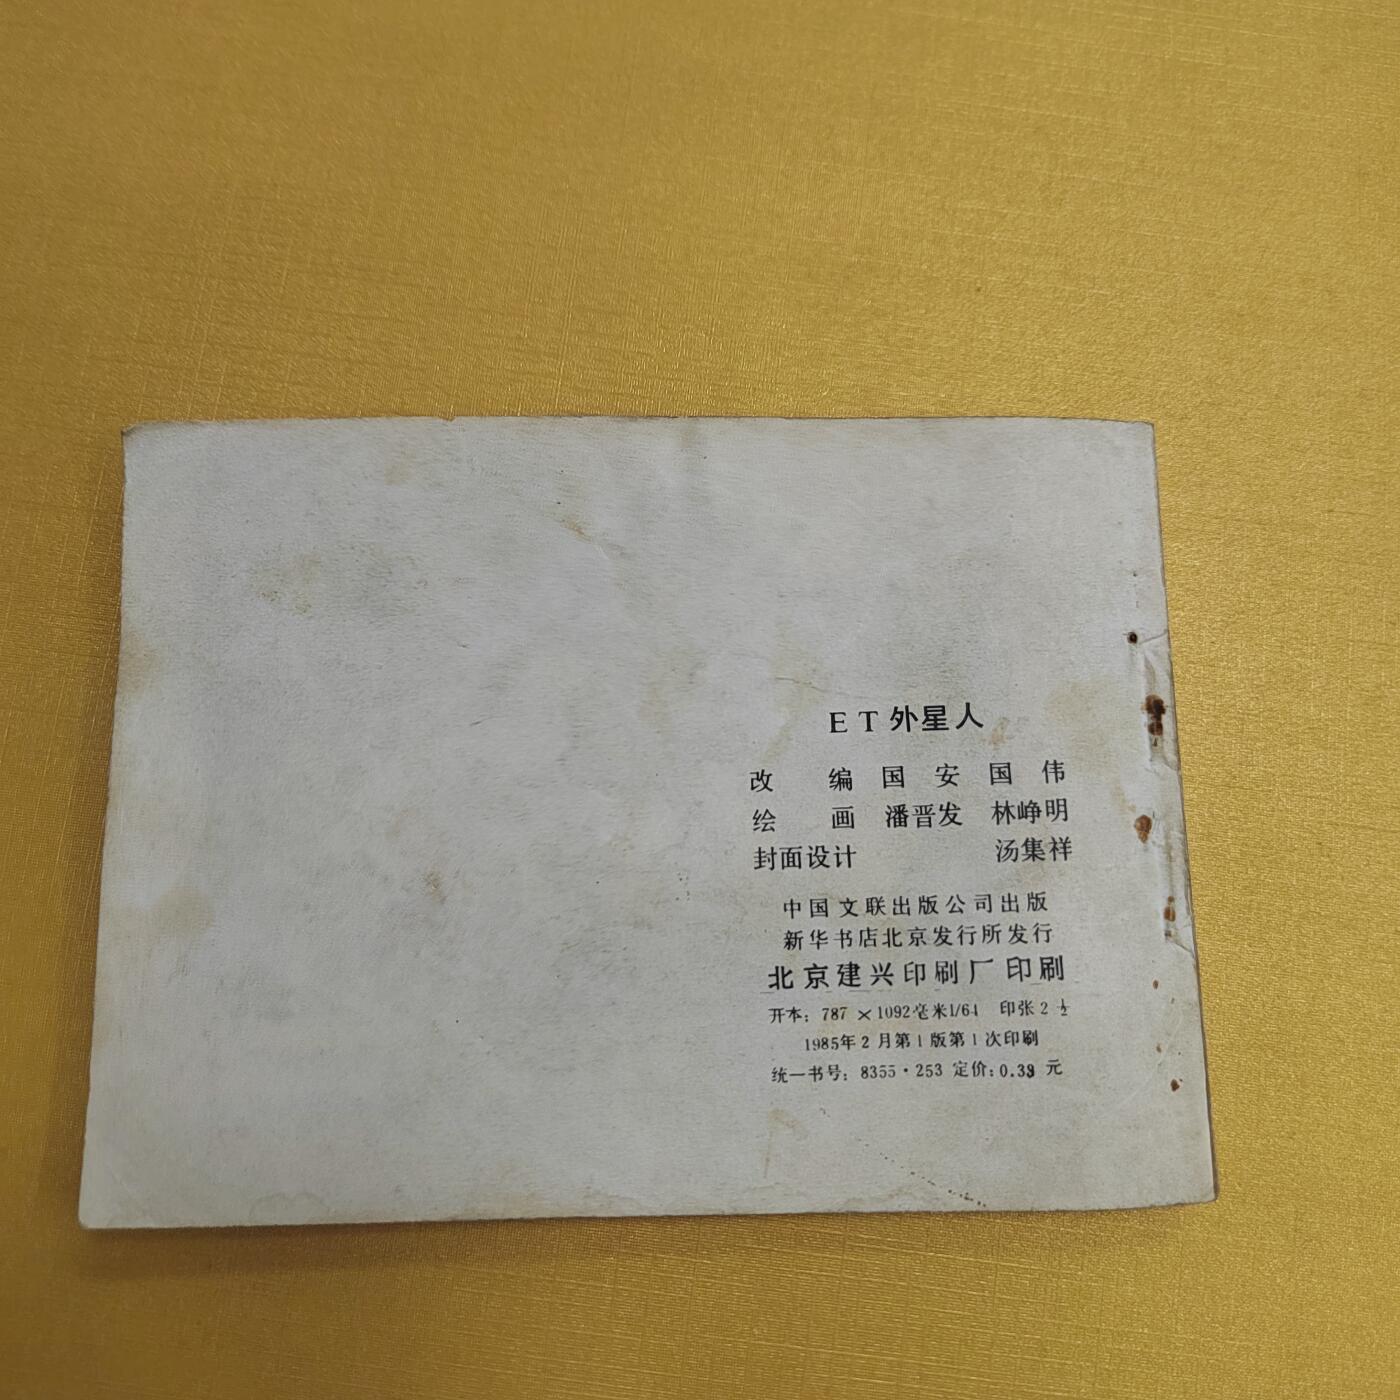 ET外星人
改 编 国 安 国 伟
绘 画 潘晋发 林峥明
封面设计 汤集祥
中国文联出版公司出版
新华书店北京发行所发行
北京建兴印刷厂印刷
开本：787×1092毫米1/64 印张2 1/2
1985年2月第1版第1次印刷
统一书号：8355·253 定价：0.39元